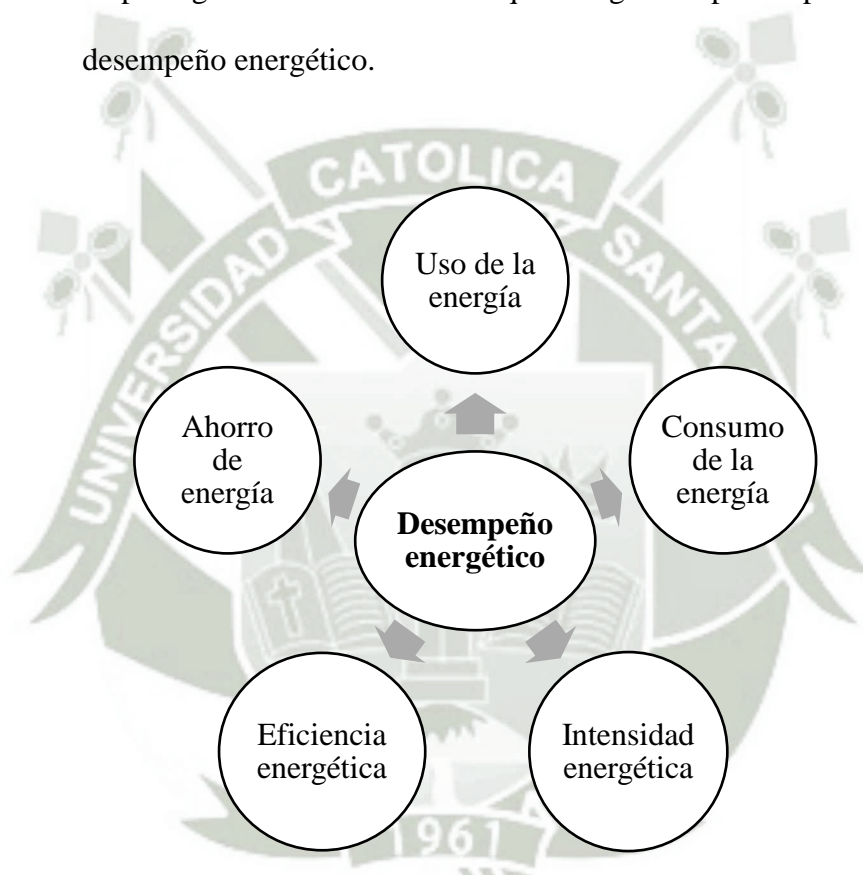 desempeño energético.
CATOLICA
UNIVERSIDAD
SANTA
Uso de la
energía
Ahorro
de
energía
Consumo
de la
energía
Desempeño
energético
Eficiencia
energética
Intensidad
energética
1961